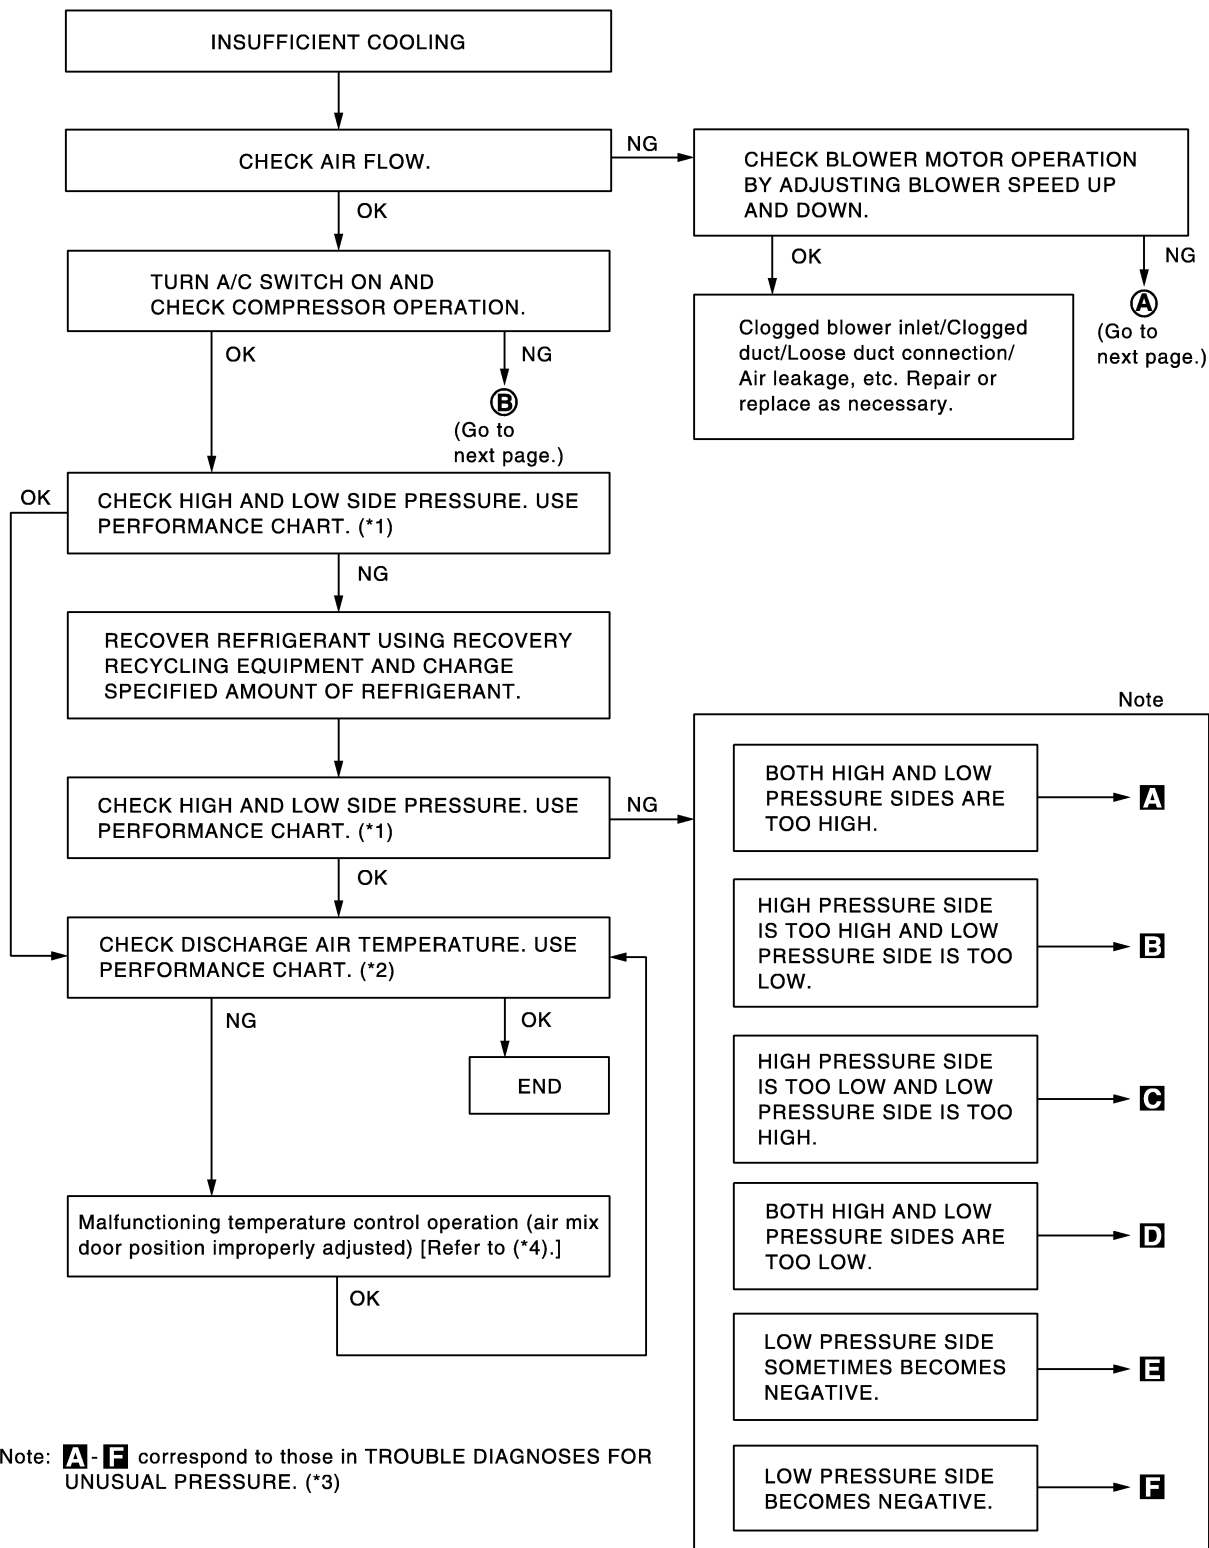 INSUFFICIENT COOLING
CHECK AIR FLOW.
NG
CHECK BLOWER MOTOR OPERATION
BY ADJUSTING BLOWER SPEED UP
AND DOWN.
OK
OK
NG
TURN A/C SWITCH ON AND
CHECK COMPRESSOR OPERATION.
Clogged blower inlet/Clogged
duct/Loose duct connection/
Air leakage, etc. Repair or
replace as necessary.
A
(Go to
next page.)
OK
NG
B
(Go to
next page.)
OK
CHECK HIGH AND LOW SIDE PRESSURE. USE
PERFORMANCE CHART. (*1)
NG
RECOVER REFRIGERANT USING RECOVERY
RECYCLING EQUIPMENT AND CHARGE
SPECIFIED AMOUNT OF REFRIGERANT.
CHECK HIGH AND LOW SIDE PRESSURE. USE
PERFORMANCE CHART. (*1)
NG
OK
CHECK DISCHARGE AIR TEMPERATURE. USE
PERFORMANCE CHART. (*2)
NG
OK
END
Malfunctioning temperature control operation (air mix
door position improperly adjusted) [Refer to (*4).]
OK
Note
BOTH HIGH AND LOW
PRESSURE SIDES ARE
TOO HIGH.
A
HIGH PRESSURE SIDE
IS TOO HIGH AND LOW
PRESSURE SIDE IS TOO
LOW.
B
HIGH PRESSURE SIDE
IS TOO LOW AND LOW
PRESSURE SIDE IS TOO
HIGH.
C
BOTH HIGH AND LOW
PRESSURE SIDES ARE
TOO LOW.
D
LOW PRESSURE SIDE
SOMETIMES BECOMES
NEGATIVE.
E
LOW PRESSURE SIDE
BECOMES NEGATIVE.
F
Note: A - F correspond to those in TROUBLE DIAGNOSES FOR
UNUSUAL PRESSURE. (*3)